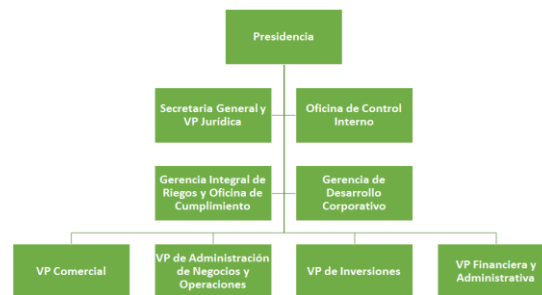 Presidencia
Secretaría General y
VP Jurídica
Oficina de Control
Interno
Gerencia Integral de
Riegos y Oficina de
Cumplimiento
Gerencia de
Desarrollo
Corporativo
VP Comercial
VP de Administración
de Negocios y
Operaciones
VP de Inversiones
VP Financiera y
Administrativa